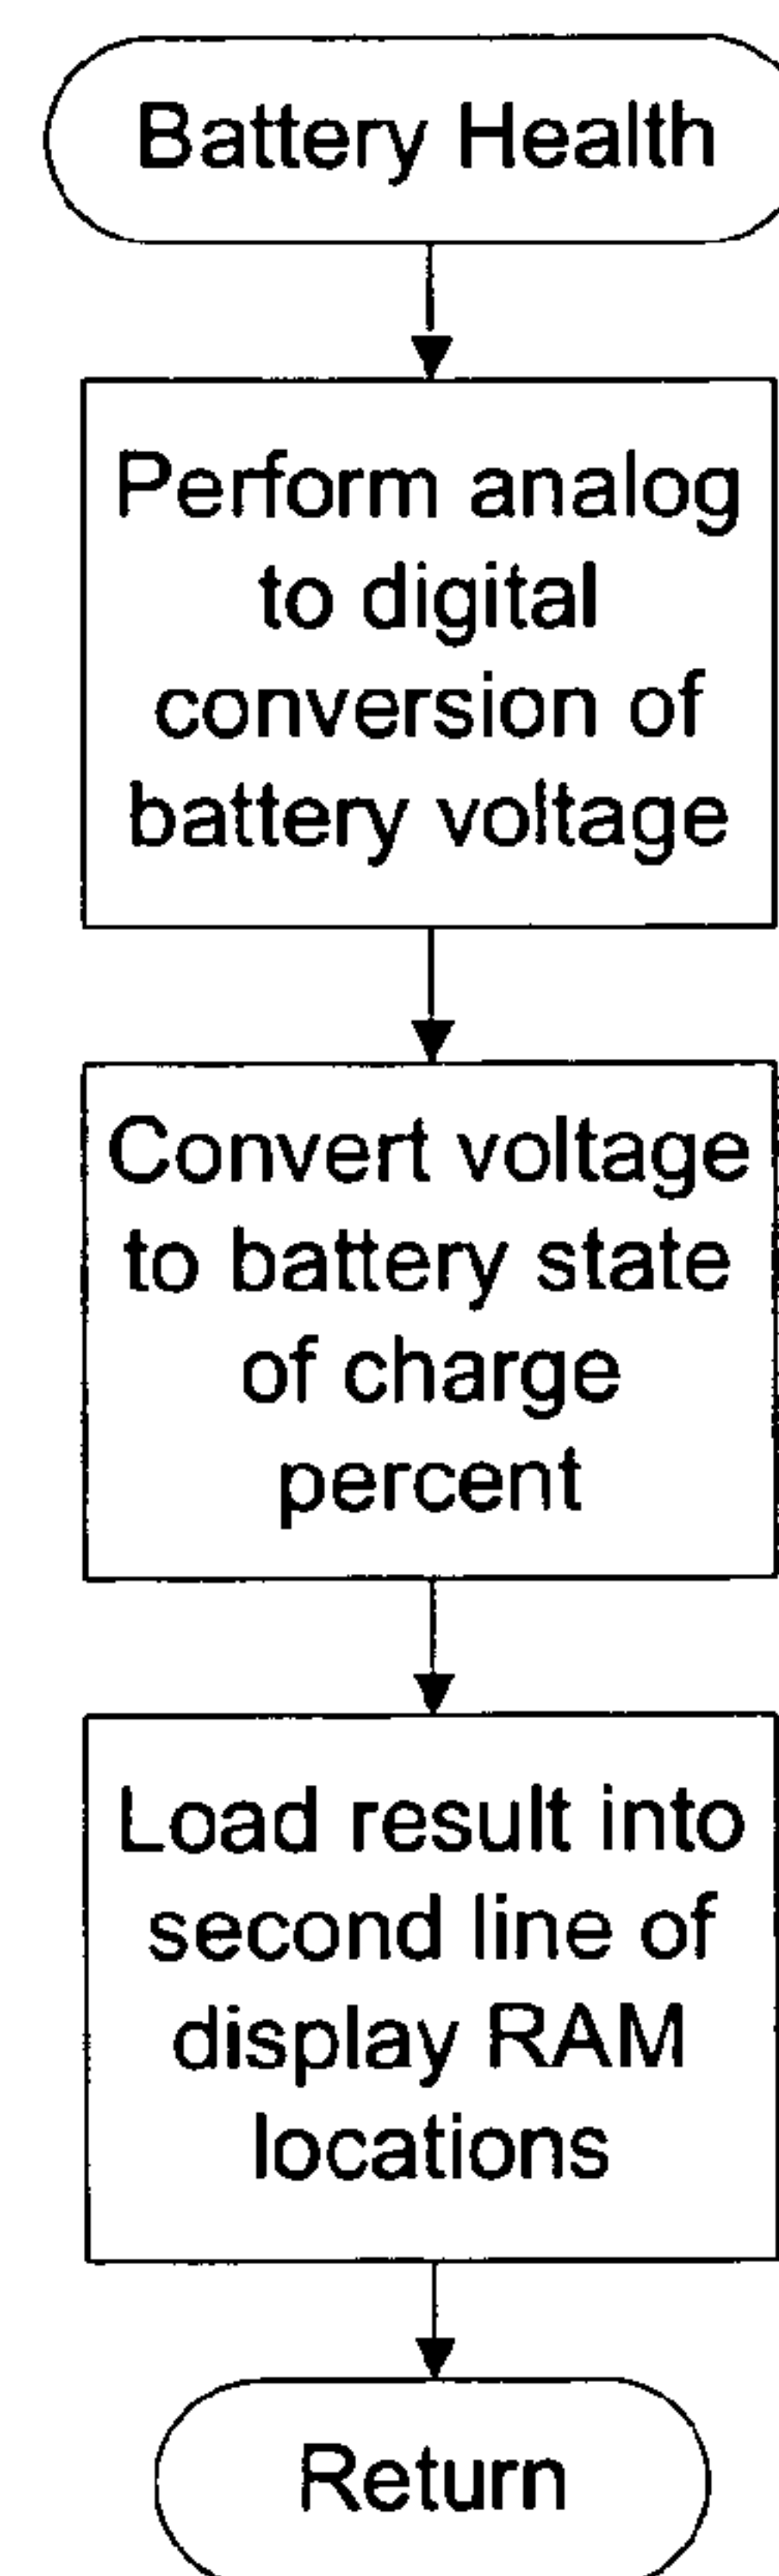 Battery Health
Perform analog
to digital
conversion of
battery voltage
Convert voltage
to battery state
of charge
percent
Load result into
second line of
display RAM
locations
Return